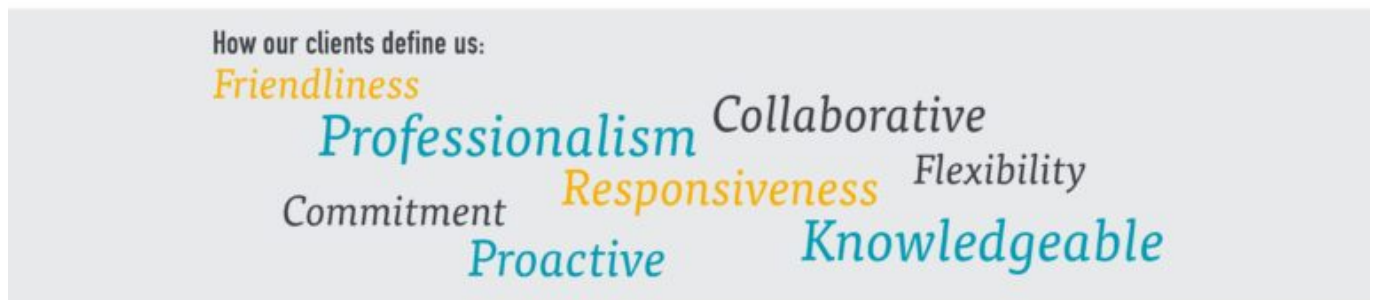 How our clients define us:
Friendliness
Collaborative
Professionalism
Flexibility
Responsiveness
Commitment
Knowledgeable
Proactive